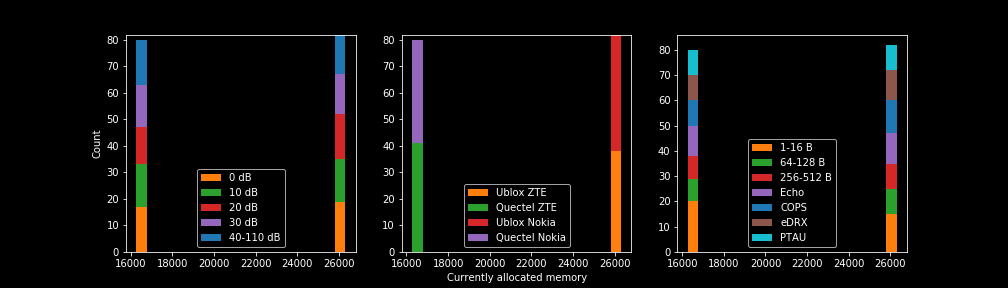 Count
80
70
60
50
40
30
20
10
0
0 dB
10 dB
20 dB
30 dB
40-110 dB
16000 18000 20000 22000 24000 26000
80
70
60
50
40
30
20
10
0
Ublox ZTE
Quectel ZTE
Ublox Nokia
Quectel Nokia
16000 18000 20000 22000 24000 26000
Currently allocated memory
80
70
60
50
40
30
20
10
0
1-16 B
64-128 B
256-512 B
Echo
COPS
eDRX
PTAU
16000 18000 20000 22000 24000 26000